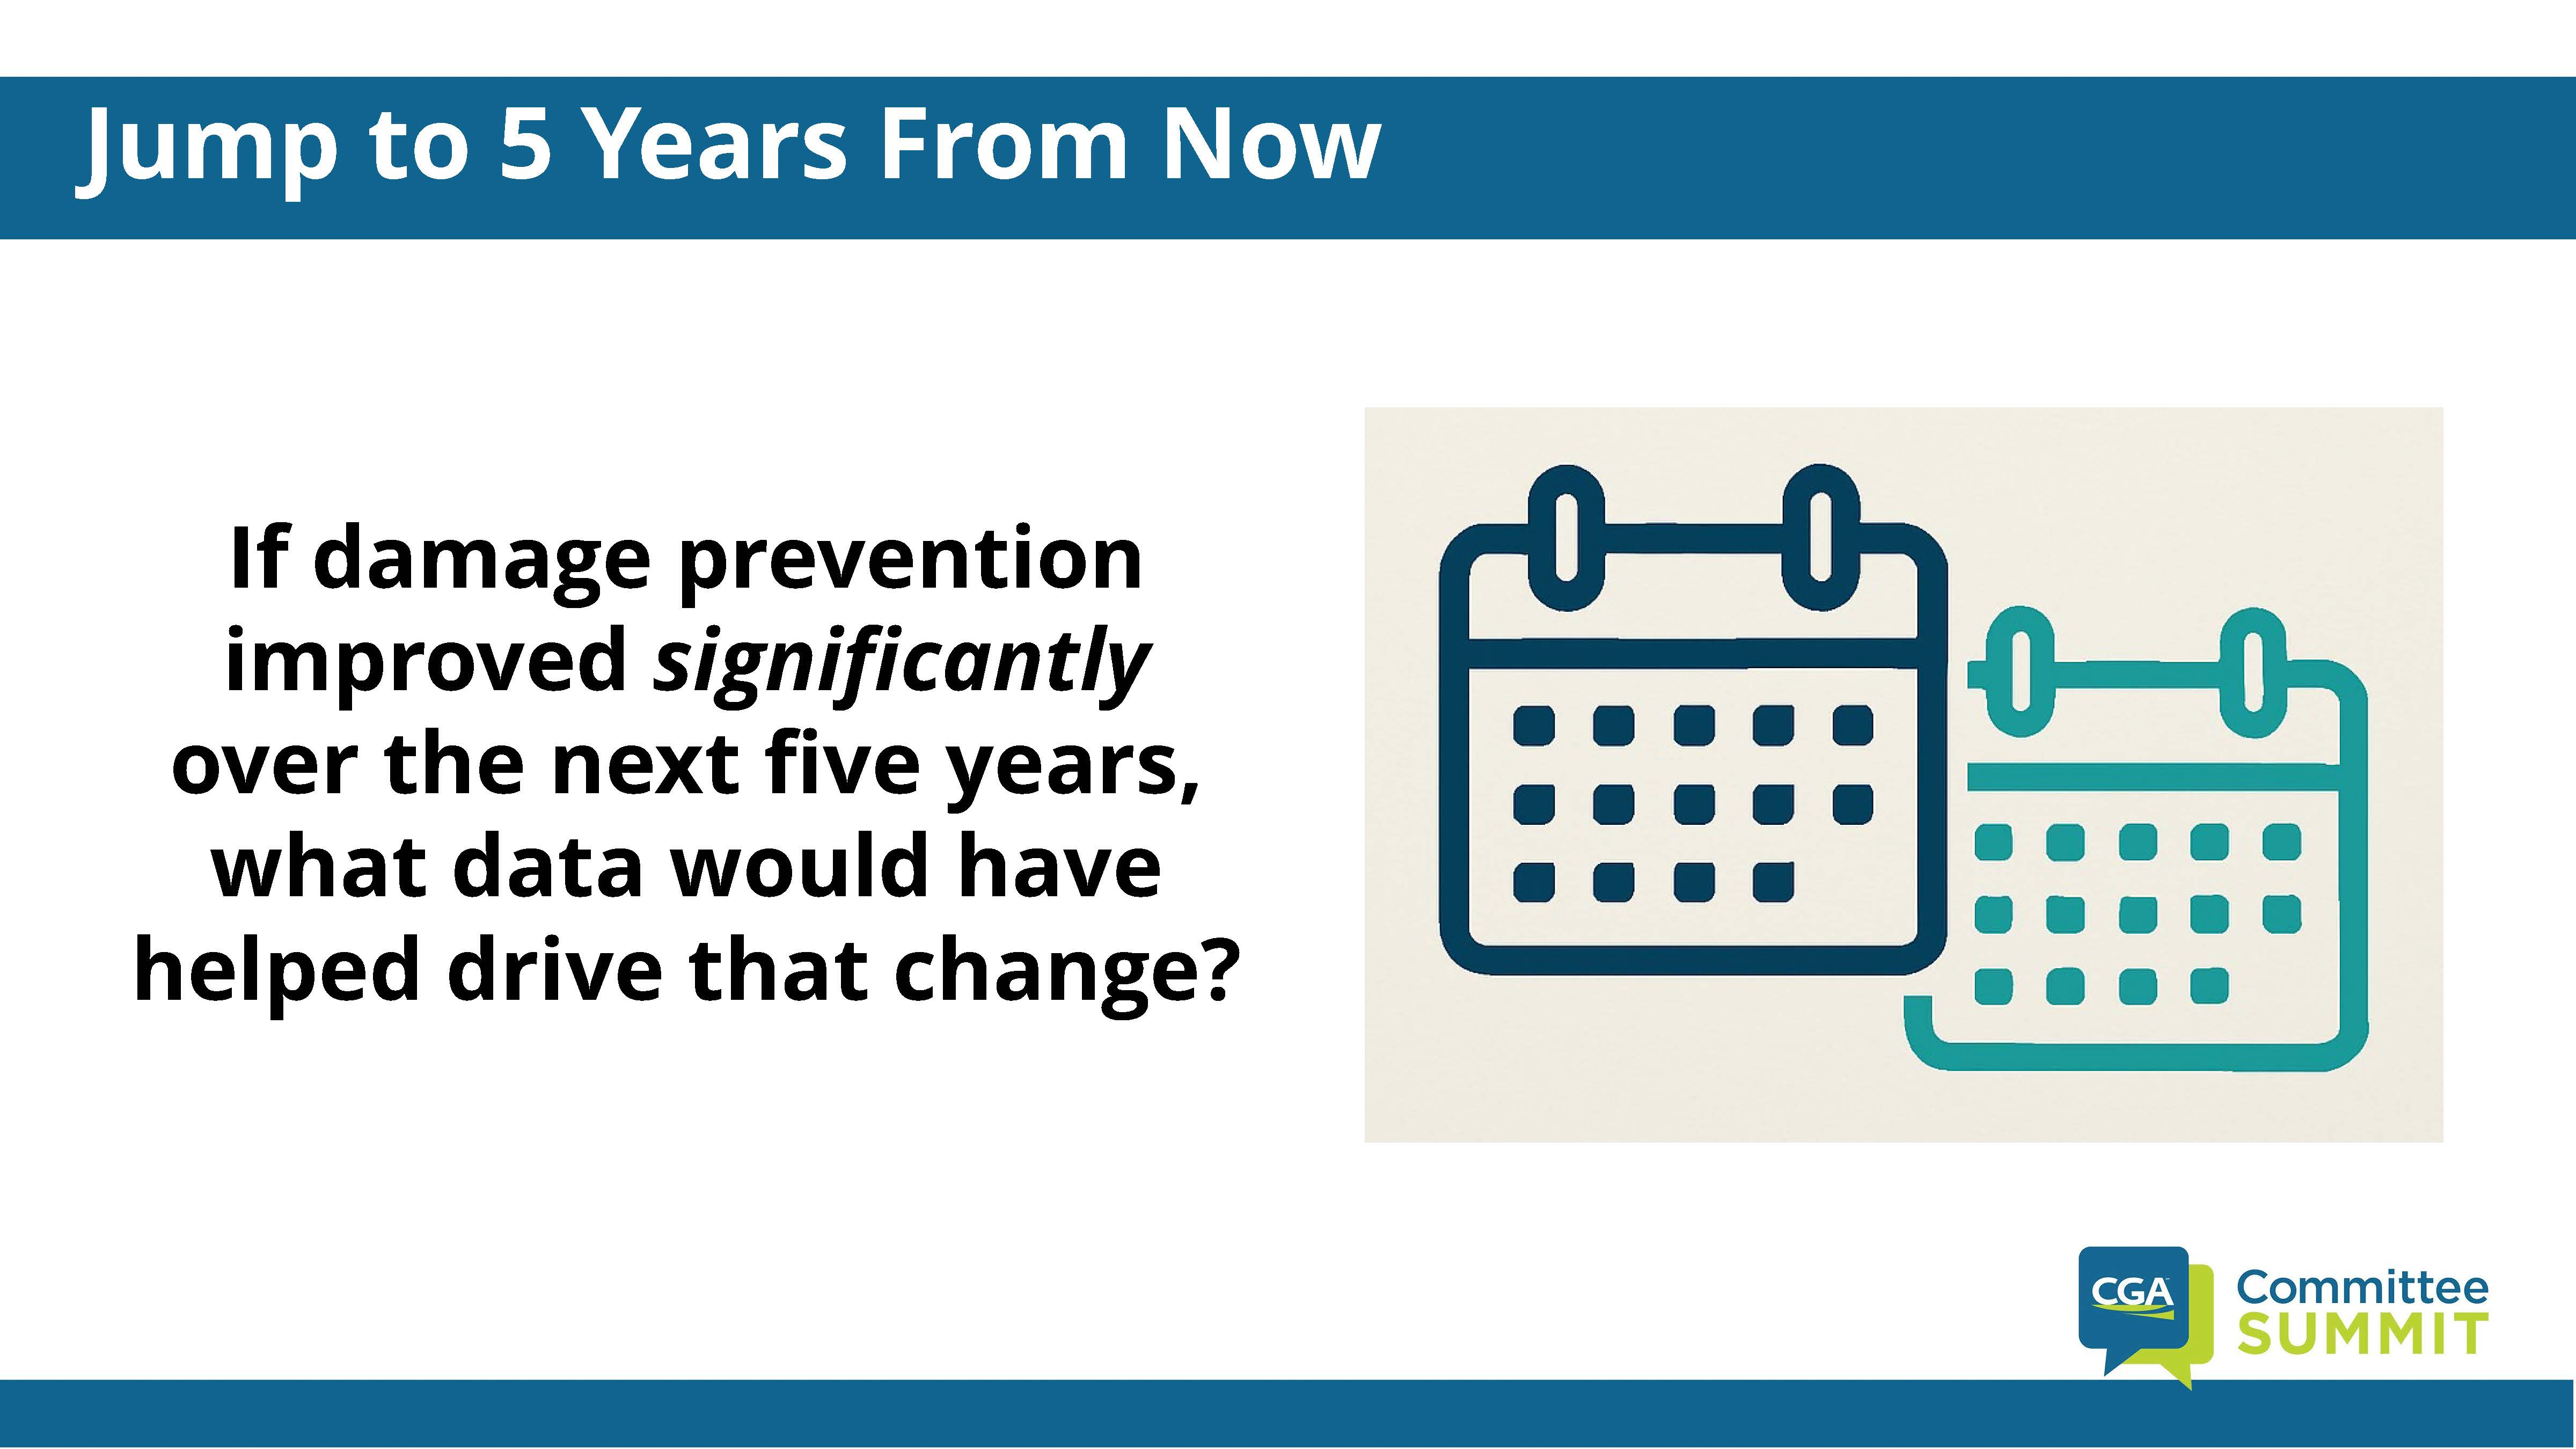 Jump to 5 Years From Now
If damage prevention
improved significantly
over the next five years,
what data would have
helped drive that change?
CGA
Committee
SUMMIT